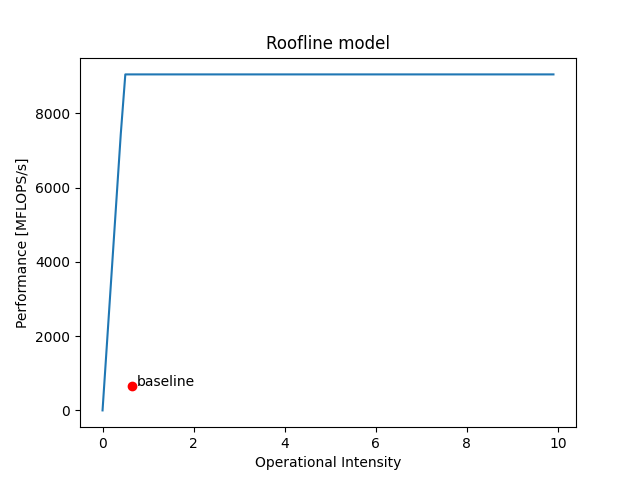 Roofline model
Performance [MFLOPS/s]
8000
6000
4000
2000
0
baseline
0 2 4 6 8 10
Operational Intensity